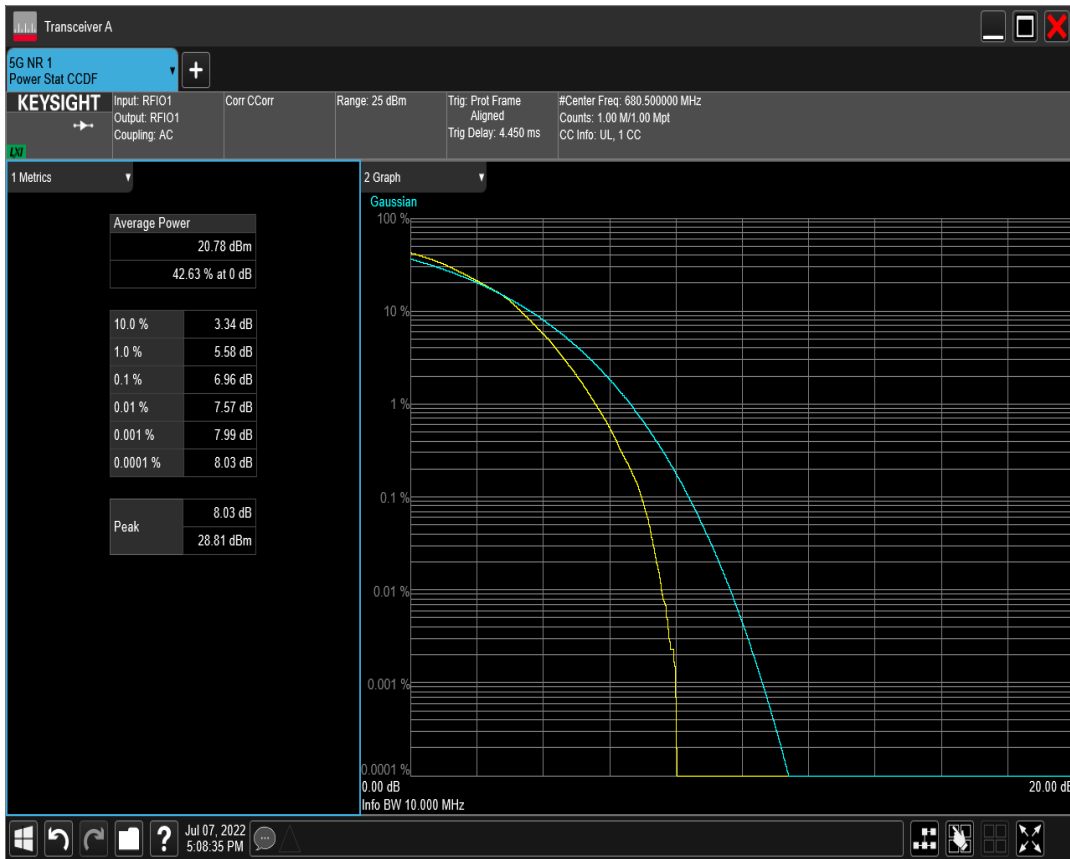 Transceiver A
5G NR 1
Power Stat CCDF
KEYSIGHT
LXI
Input: RFIO1
Output: RFIO1
Coupling: AC
Corr CCorr
Range: 25 dBm
Trig: Prot Frame
Aligned
Trig Delay: 4.450 ms
#Center Freq: 680.500000 MHz
Counts: 1.00 M/1.00 Mpt
CC Info: UL, 1 CC
1 Metrics
Average Power
20.78 dBm
42.63 % at 0 dB
10.0 % 3.34 dB
1.0 % 5.58 dB
0.1 % 6.96 dB
0.01 % 7.57 dB
0.001 % 7.99 dB
0.0001 % 8.03 dB
Peak 8.03 dB
28.81 dBm
2 Graph
Gaussian
100 %
10 %
1 %
0.1 %
0.01 %
0.001 %
0.0001 %
0.00 dB 20.00 dB
Info BW 10.000 MHz
? Jul 07, 2022
5:08:35 PM